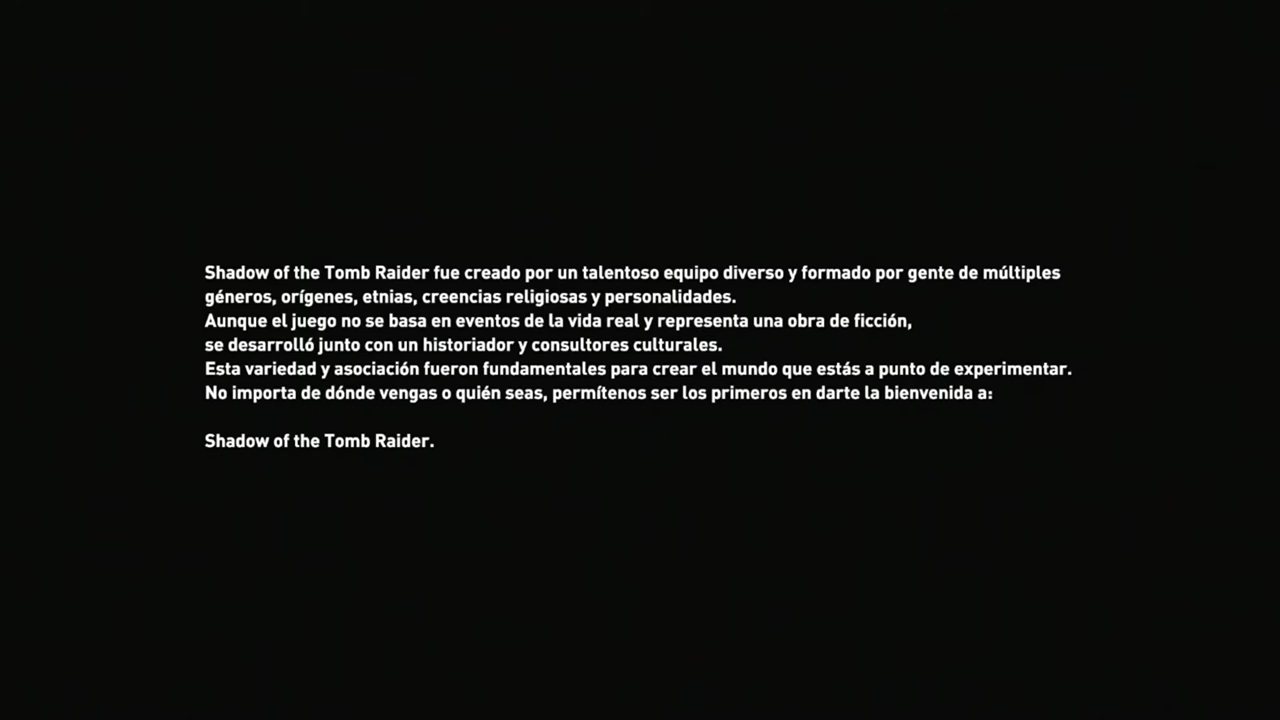 Shadow of the Tomb Raider fue creado por un talentoso equipo diverso y formado por gente de múltiples
géneros, orígenes, etnias, creencias religiosas y personalidades.
Aunque el juego no se basa en eventos de la vida real y representa una obra de ficción,
se desarrolló junto con un historiador y consultores culturales.
Esta variedad y asociación fueron fundamentales para crear el mundo que estás a punto de experimentar.
No importa de dónde vengas o quién seas, permítenos ser los primeros en darte la bienvenida a:
Shadow of the Tomb Raider.